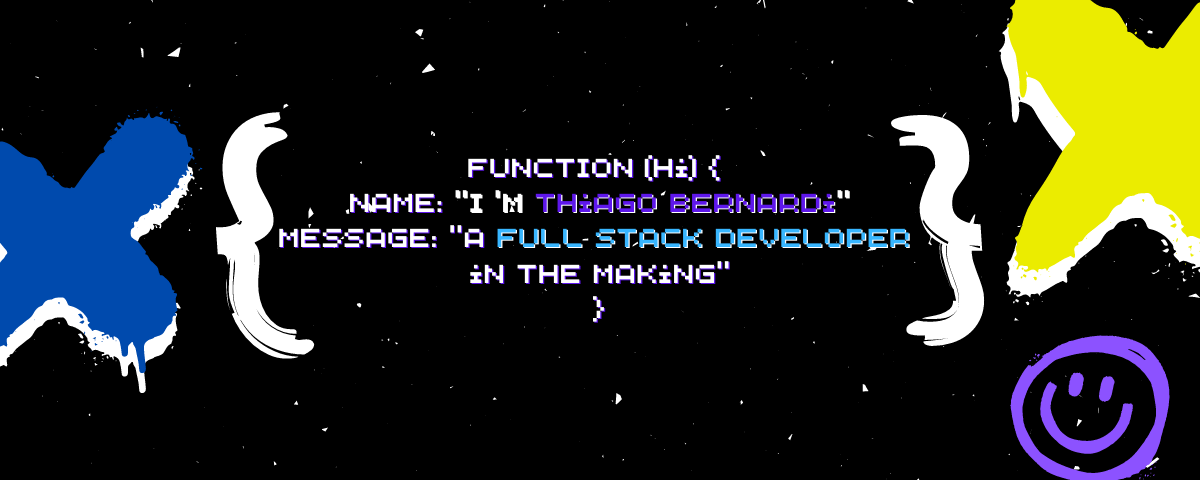 FUNCTION (Hi) {
NAME: "I 'M THiAGO BERNARDi"
MESSAGE: "A FULL-STACK DEVELOPER
iN THE MAKiNG"
}